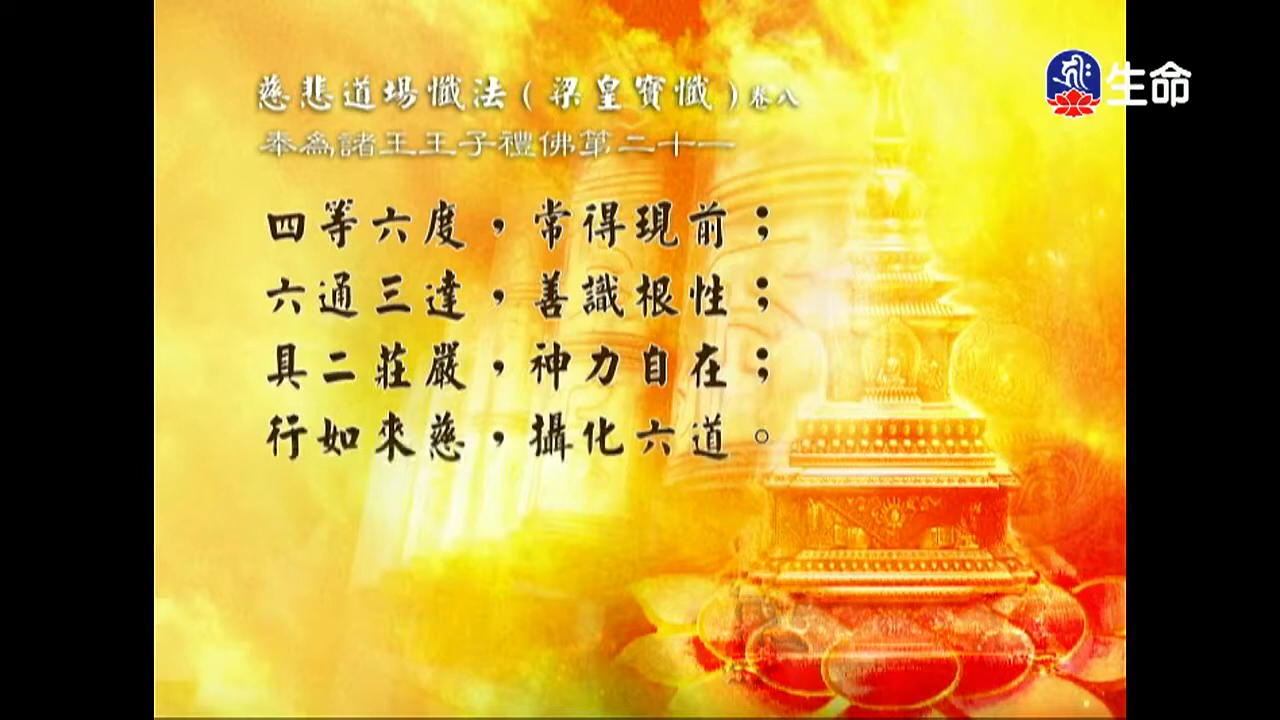 慈悲道場懺法(梁皇寶懺)卷八
奉為諸王王子禮佛第二十一
四等六度，常得現前；
六通三達，善識根性；
具二莊嚴，神力自在；
行如來慈，攝化六道。
生命